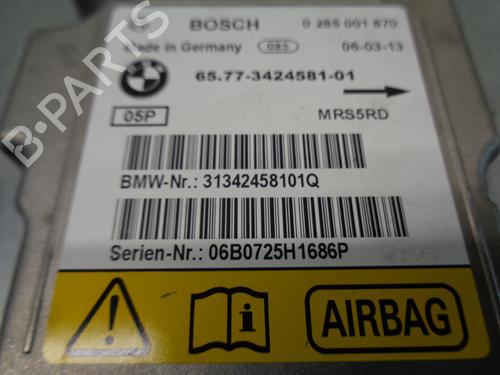 BOSCH 0 285 001 870
Made in Germany 085 06-03-13
65.77-3424581-01
05P MRS5RD
BMW-Nr.: 31342458101Q
Serien-Nr.: 06B0725H1686P
AIRBAG
B-Parts